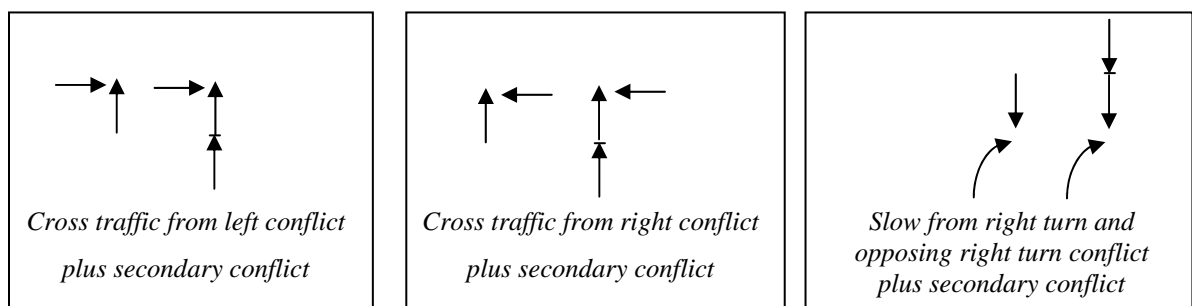 Cross traffic from left conflict
plus secondary conflict
Cross traffic from right conflict
plus secondary conflict
Slow from right turn and
opposing right turn conflict
plus secondary conflict